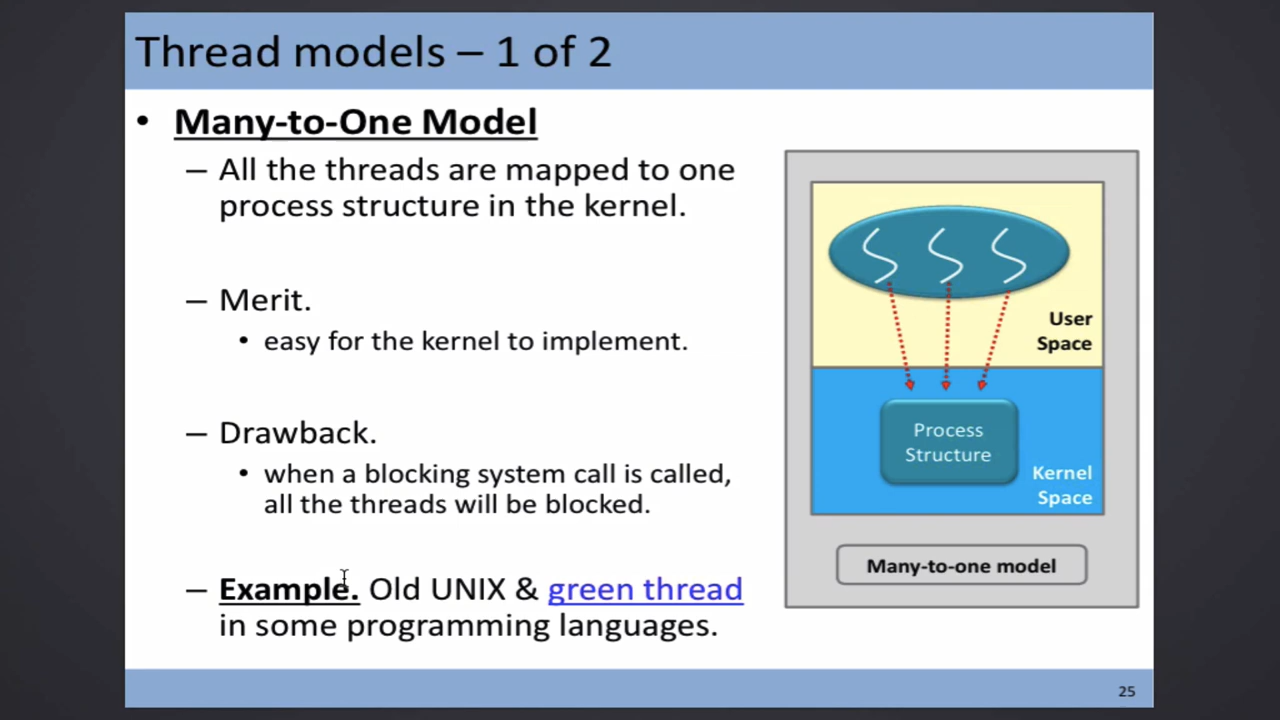 Thread models – 1 of 2
• Many-to-One Model
– All the threads are mapped to one
process structure in the kernel.
– Merit.
• easy for the kernel to implement.
– Drawback.
• when a blocking system call is called,
all the threads will be blocked.
– Example. Old UNIX & green thread
in some programming languages.
User
Space
Process
Structure
Kernel
Space
Many-to-one model
25